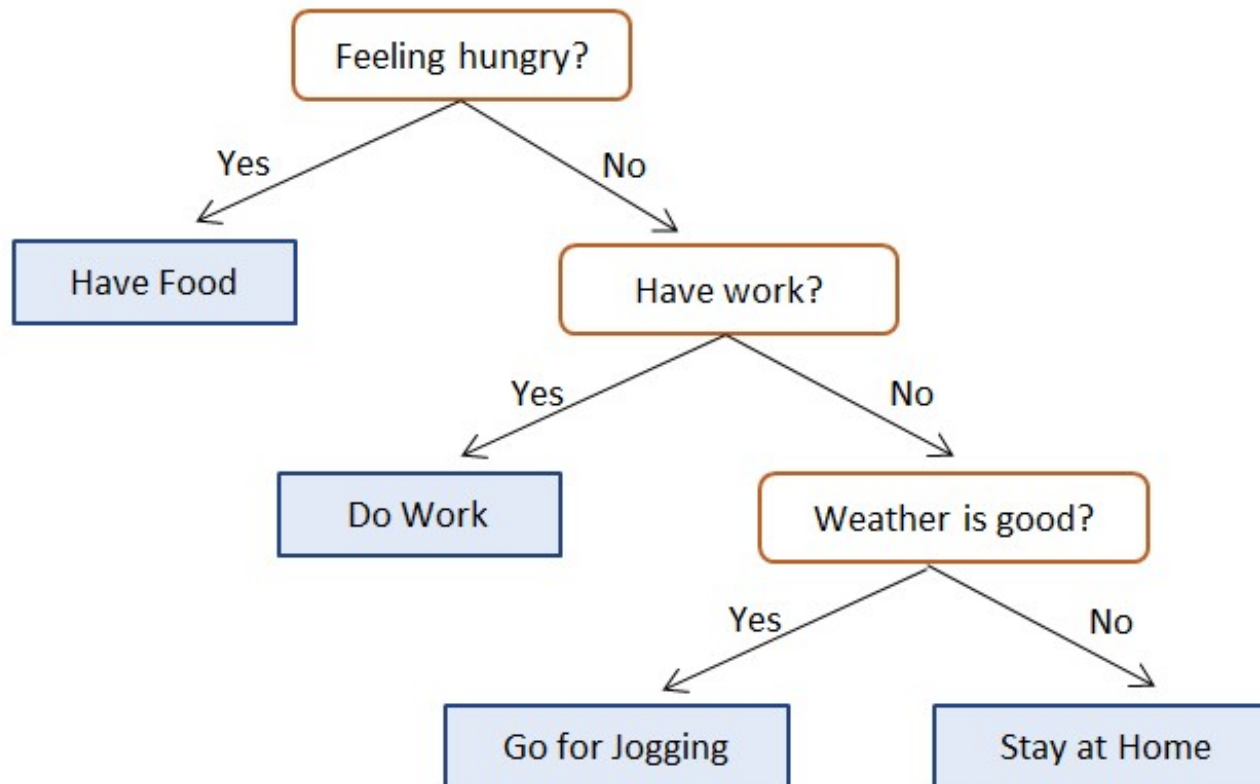 Feeling hungry?
Yes
No
Have Food
Have work?
Yes
No
Do Work
Weather is good?
Yes
No
Go for Jogging
Stay at Home